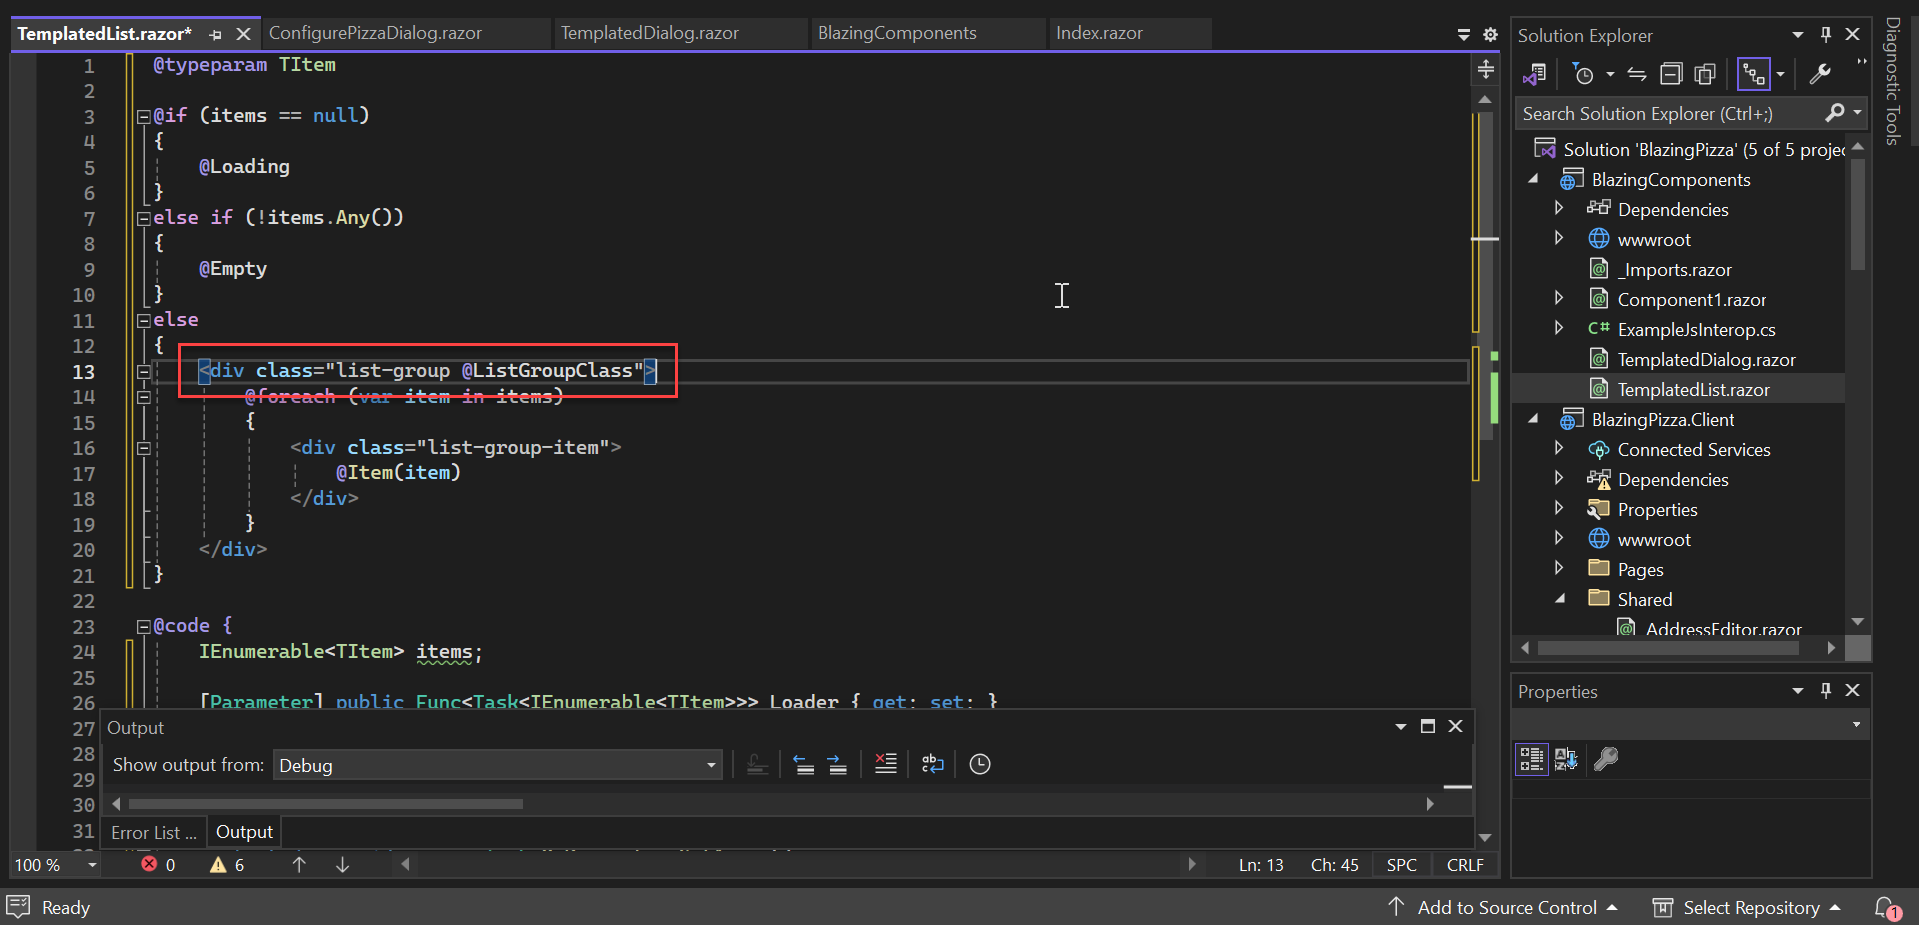 TemplatedList.razor*
ConfigurePizzaDialog.razor
TemplatedDialog.razor
BlazingComponents
Index.razor
1 @typeparam TItem
2
3 @if (items == null)
4 {
5 @Loading
6 }
7 else if (!items.Any())
8 {
9 @Empty
10 }
11 else
12 {
13 <div class="list-group @ListGroupClass">
14 @foreach (var item in items)
15 {
16 <div class="list-group-item">
17 @Item(item)
18 </div>
19 }
20 </div>
21 }
22
23 @code {
24 IEnumerable<TItem> items;
25
26 [Parameter] public Func<Task<IEnumerable<TItem>>> Loader { get; set; }
27
28
29
30
31
Output
Show output from: Debug
Error List ...
Output
100 %
0
6
Ln: 13
Ch: 45
SPC
CRLF
Solution Explorer
Search Solution Explorer (Ctrl+;)
Solution 'BlazingPizza' (5 of 5 projec
BlazingComponents
Dependencies
wwwroot
_Imports.razor
Component1.razor
C# ExampleJsInterop.cs
TemplatedDialog.razor
TemplatedList.razor
BlazingPizza.Client
Connected Services
Dependencies
Properties
wwwroot
Pages
Shared
AddressEditor.razor
Properties
Diagnostic Tools
Ready
Add to Source Control
Select Repository
1